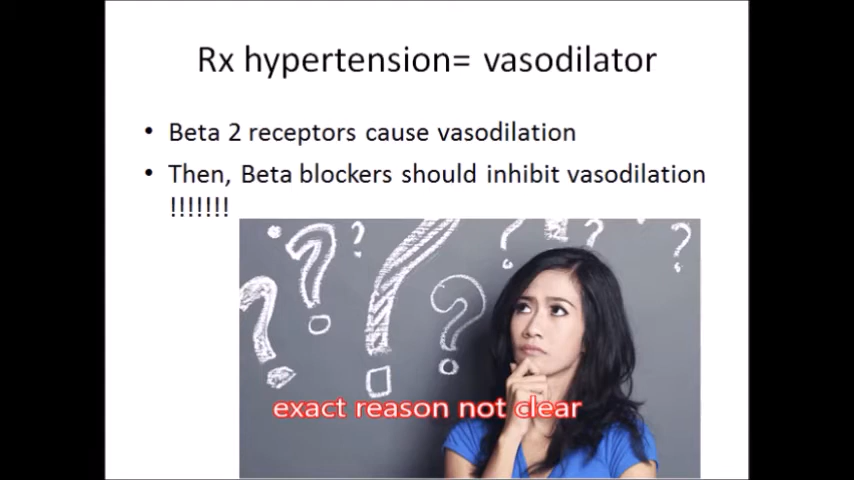 Rx hypertension= vasodilator
• Beta 2 receptors cause vasodilation
• Then, Beta blockers should inhibit vasodilation
!!!!!!!
exact reason not clear